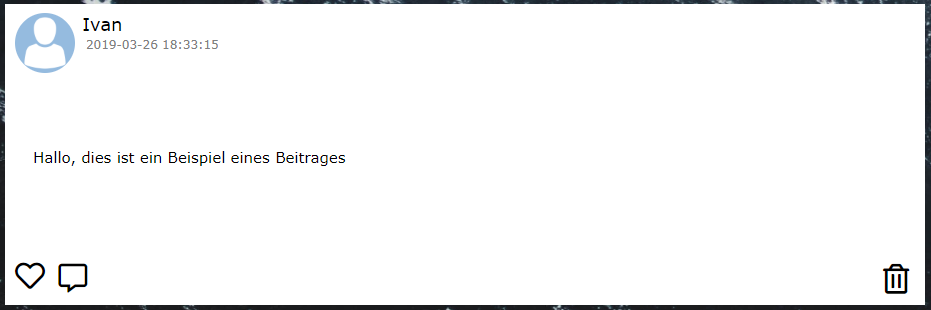 Ivan
2019-03-26 18:33:15
Hallo, dies ist ein Beispiel eines Beitrages